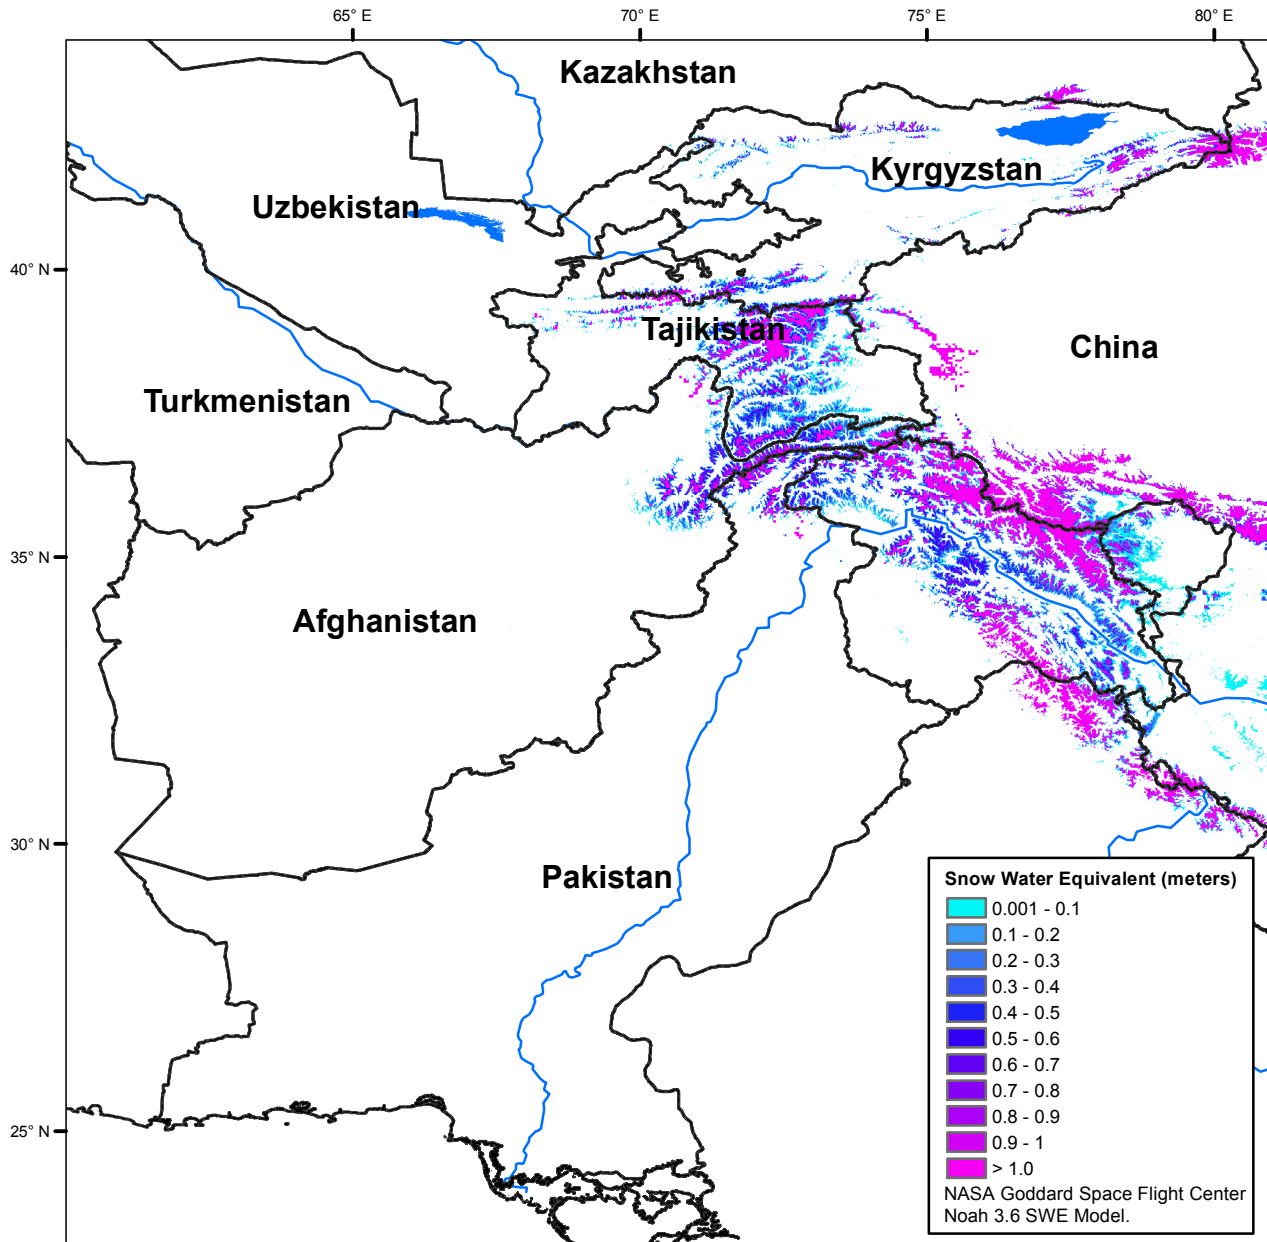 65° E
70° E
75° E
80° E
Kazakhstan
Kyrgyzstan
Uzbekistan
40° N
Tajikistan
China
Turkmenistan
35° N
Afghanistan
30° N
Pakistan
25° N
Snow Water Equivalent (meters)
0.001 - 0.1
0.1 - 0.2
0.2 - 0.3
0.3 - 0.4
0.4 - 0.5
0.5 - 0.6
0.6 - 0.7
0.7 - 0.8
0.8 - 0.9
0.9 - 1
> 1.0
NASA Goddard Space Flight Center
Noah 3.6 SWE Model.